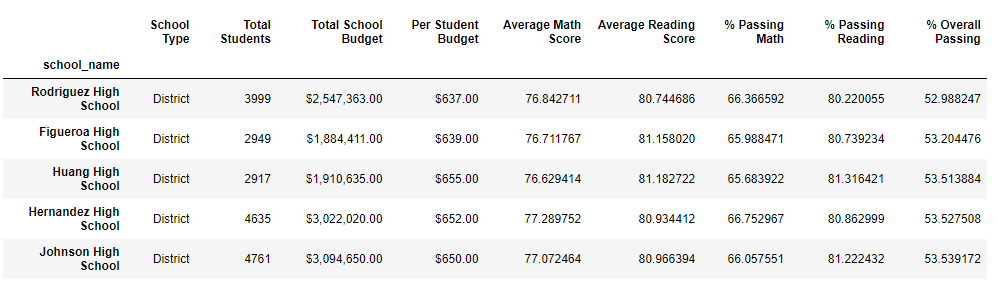 School Type Total Students Total School Budget Per Student Budget Average Math Score Average Reading Score % Passing Math % Passing Reading % Overall Passing
school_name
Rodriguez High School District 3999 $2,547,363.00 $637.00 76.842711 80.744686 66.366592 80.220055 52.988247
Figueroa High School District 2949 $1,884,411.00 $639.00 76.711767 81.158020 65.988471 80.739234 53.204476
Huang High School District 2917 $1,910,635.00 $655.00 76.629414 81.182722 65.683922 81.316421 53.513884
Hernandez High School District 4635 $3,022,020.00 $652.00 77.289752 80.934412 66.752967 80.862999 53.527508
Johnson High School District 4761 $3,094,650.00 $650.00 77.072464 80.966394 66.057551 81.222432 53.539172